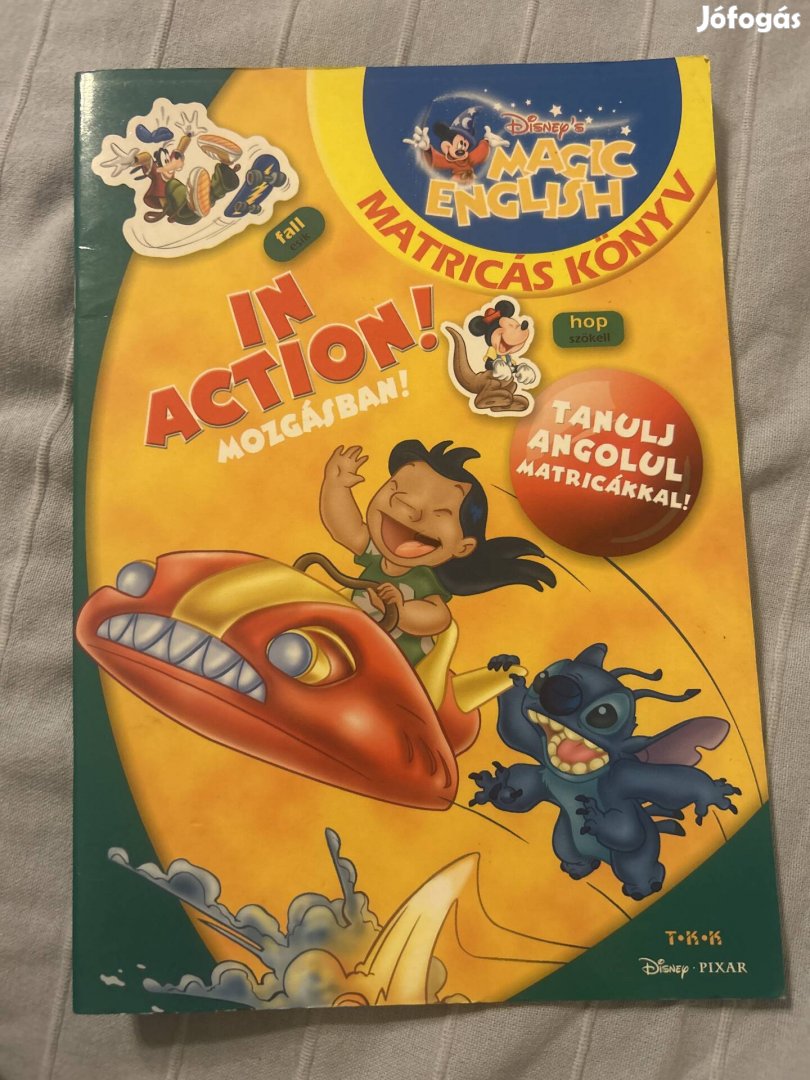 Jófogás
Disney's
MAGIC
ENGLISH
MATRICÁS KÖNYV
fall
esik
IN
ACTION!
MOZGÁSBAN!
hop
szökell
TANULJ
ANGOLUL
MATRICÁKKAL!
T•K•K
Disney • PIXAR